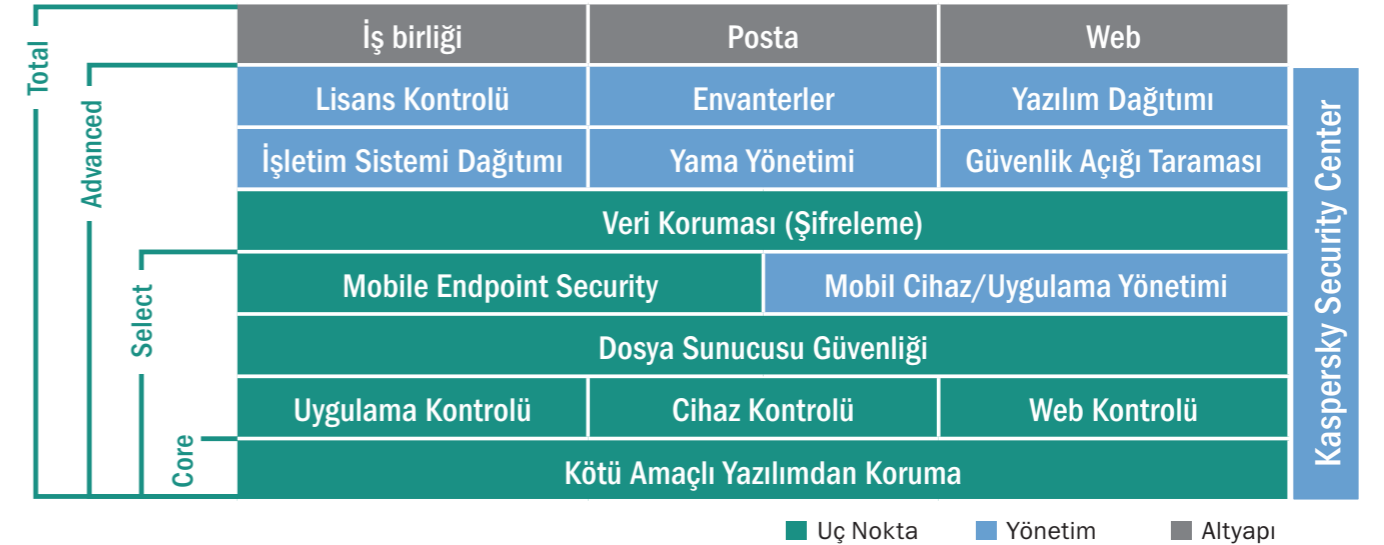 Total
Advanced
Select
Core
İş birliği Posta Web
Lisans Kontrolü Envanterler Yazılım Dağıtımı
İşletim Sistemi Dağıtımı Yama Yönetimi Güvenlik Açığı Taraması
Veri Koruması (Şifreleme)
Mobile Endpoint Security Mobil Cihaz/Uygulama Yönetimi
Dosya Sunucusu Güvenliği
Uygulama Kontrolü Cihaz Kontrolü Web Kontrolü
Kötü Amaçlı Yazılımdan Koruma
Kaspersky Security Center
Uç Nokta Yönetim Altyapı